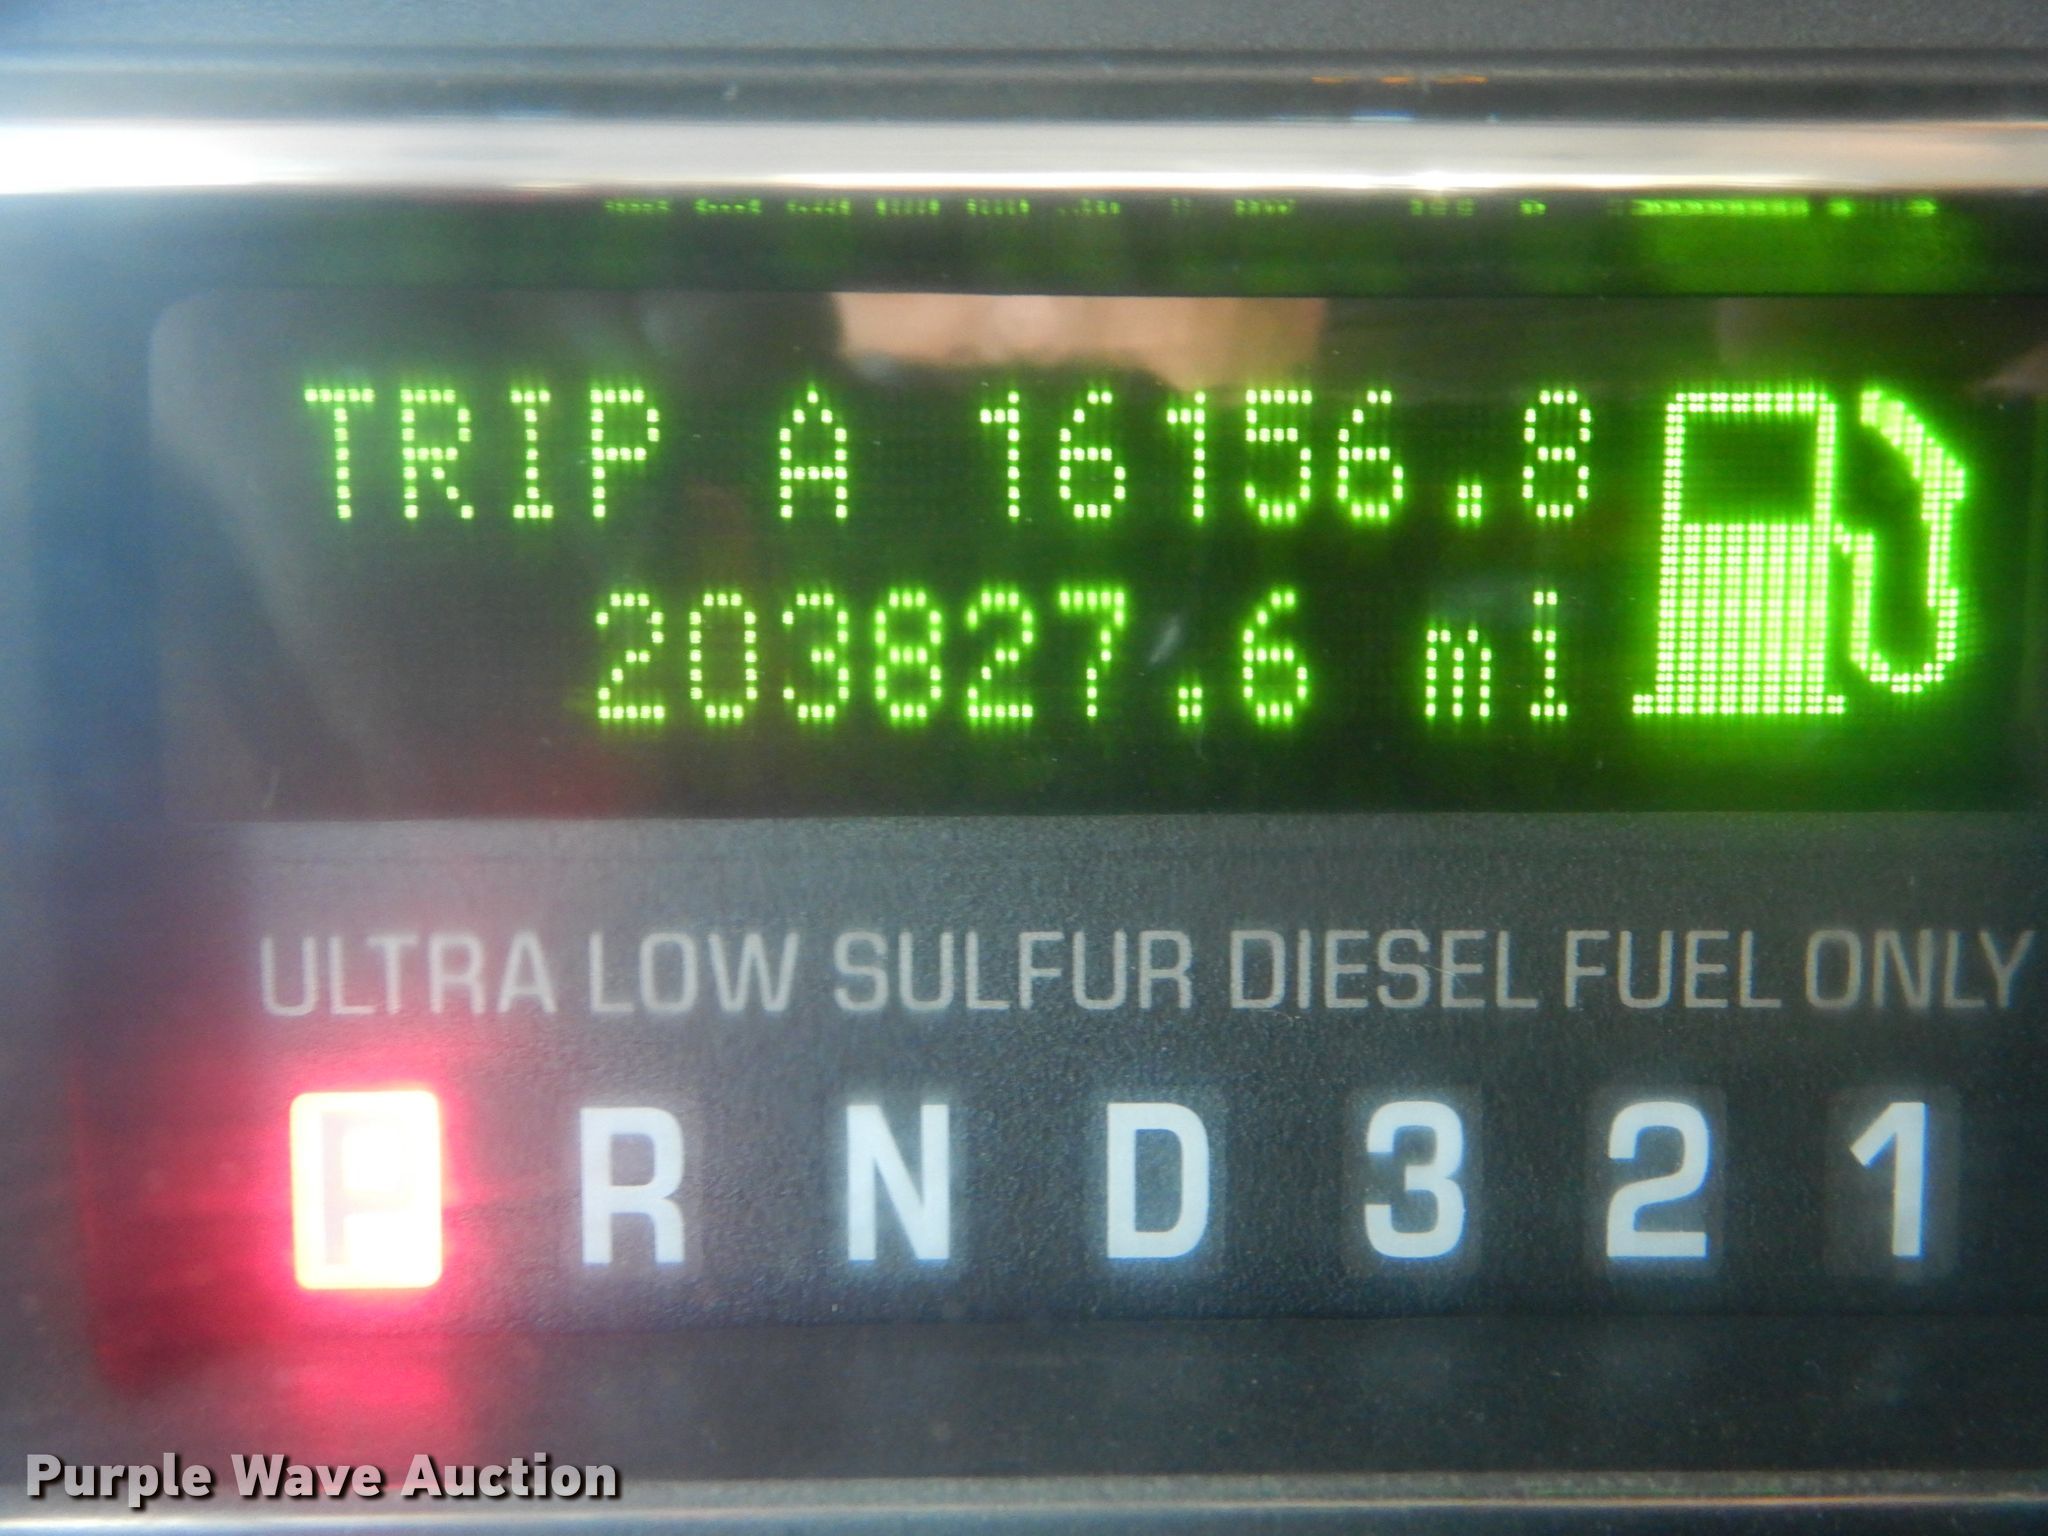 TRIP A 16156.8
203827.6 mi
ULTRA LOW SULFUR DIESEL FUEL ONLY
P R N D 3 2 1
Purple Wave Auction